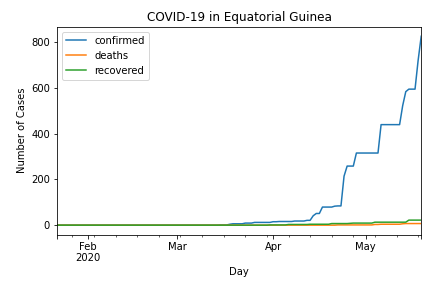 COVID-19 in Equatorial Guinea
confirmed
deaths
recovered
Number of Cases
800
600
400
200
0
Feb
2020
Mar
Apr
May
Day